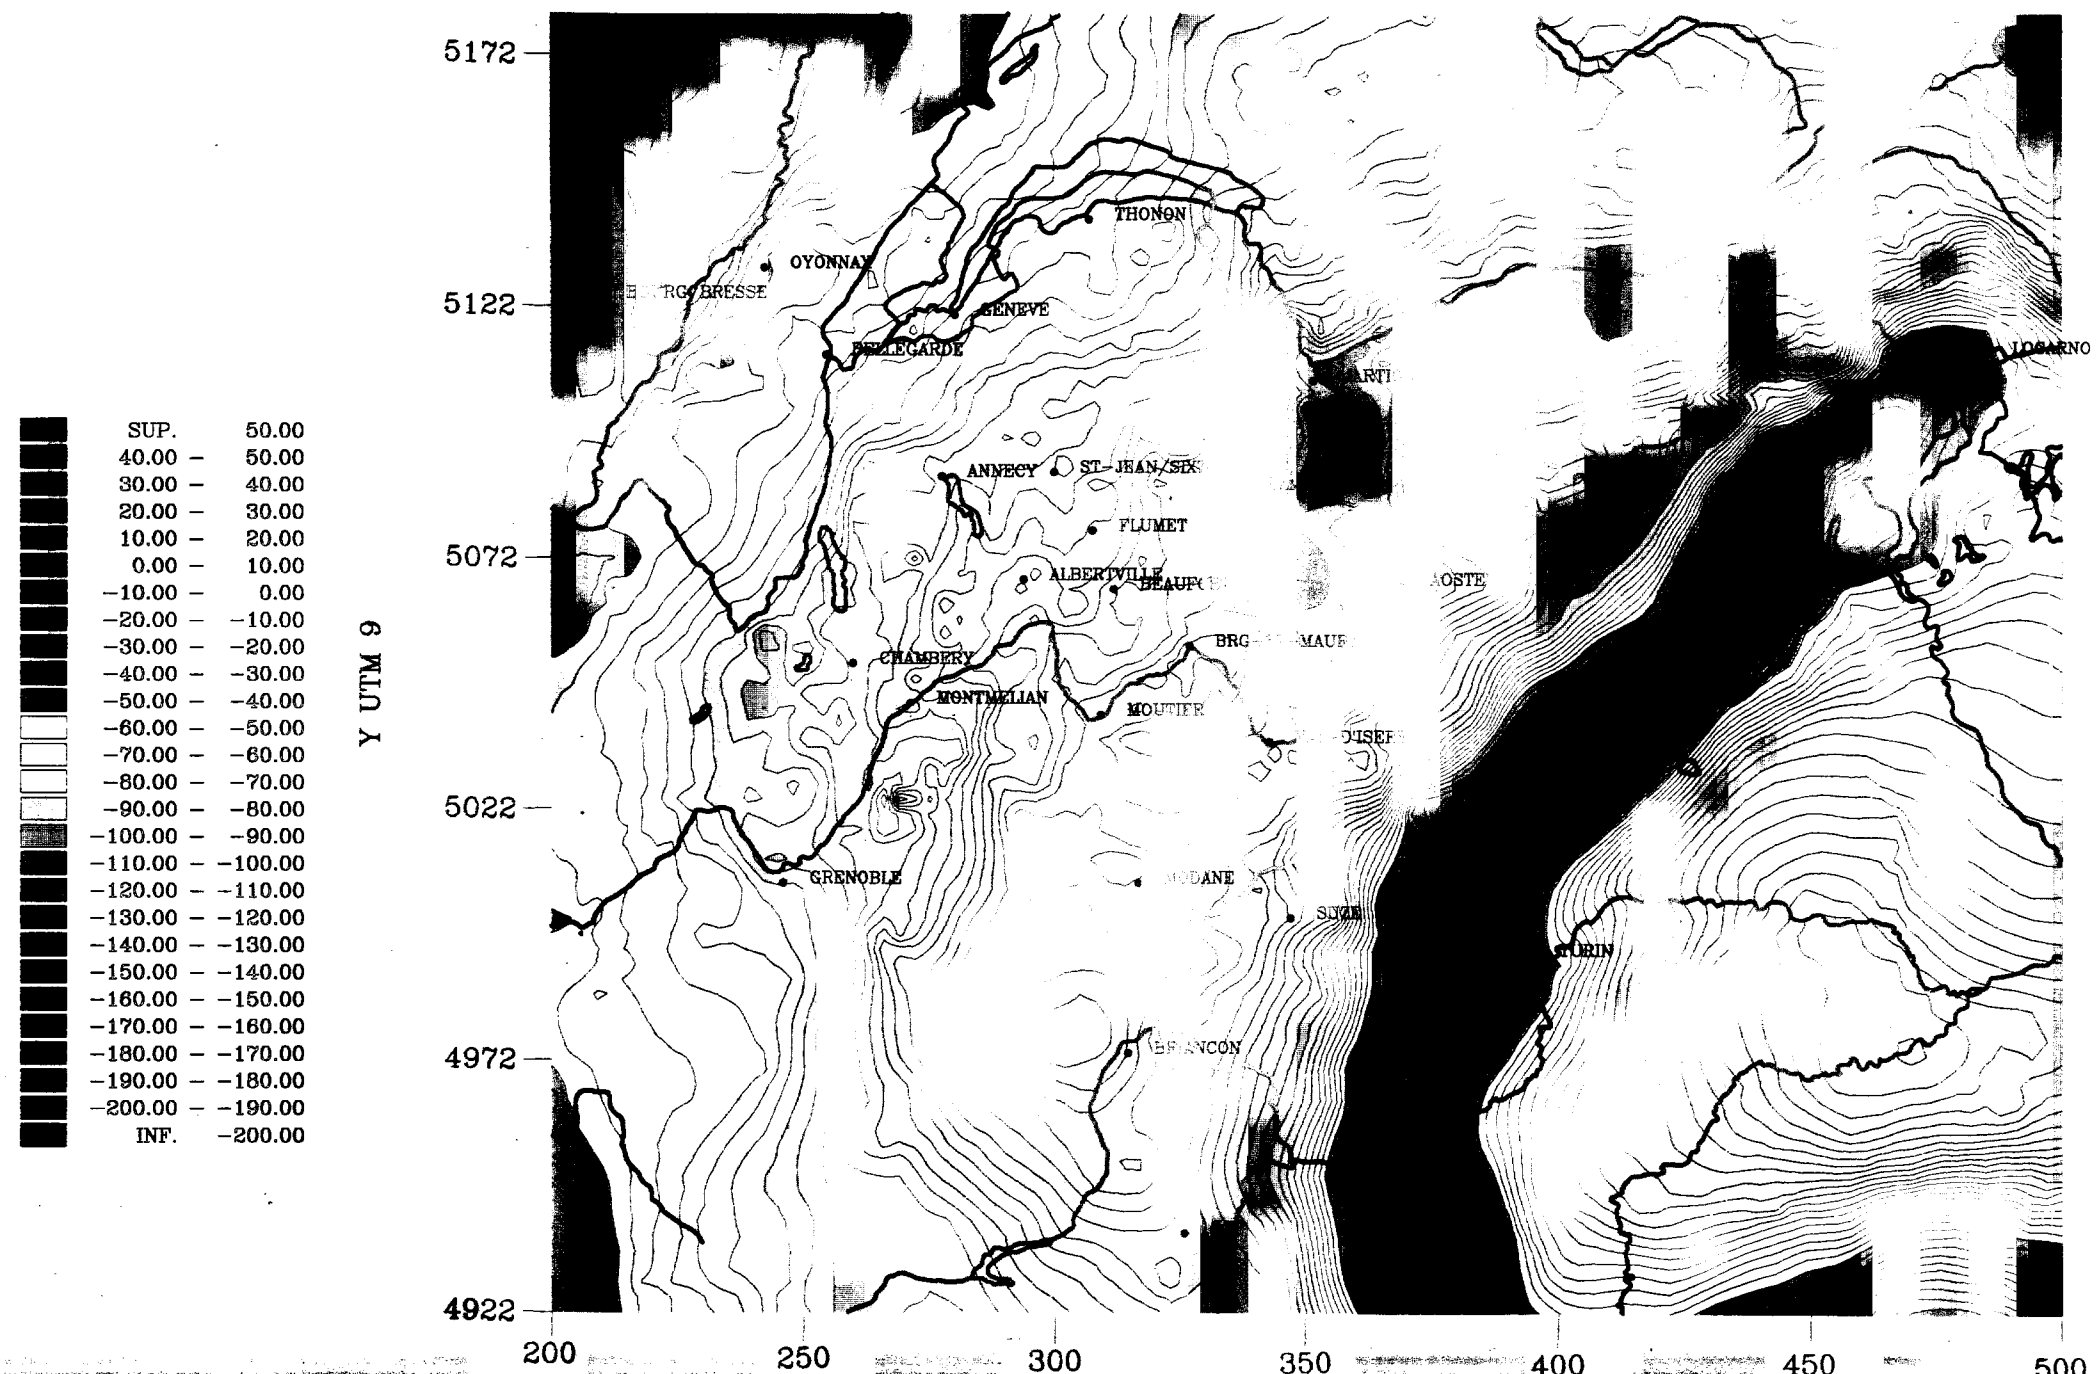 5172
THONON
OYONNAX
BRESSE
5122
GENEVE
BELLEGARDE
LOCARNO
SUP. 50.00
40.00 - 50.00
30.00 - 40.00
20.00 - 30.00
10.00 - 20.00
0.00 - 10.00
-10.00 - 0.00
-20.00 - -10.00
-30.00 - -20.00
-40.00 - -30.00
-50.00 - -40.00
-60.00 - -50.00
-70.00 - -60.00
-80.00 - -70.00
-90.00 - -80.00
-100.00 - -90.00
-110.00 - -100.00
-120.00 - -110.00
-130.00 - -120.00
-140.00 - -130.00
-150.00 - -140.00
-160.00 - -150.00
-170.00 - -160.00
-180.00 - -170.00
-190.00 - -180.00
-200.00 - -190.00
INF. -200.00
Y UTM 9
ANNECY
ST-JEAN/SIX
FLUMET
5072
ALBERTVILLE
AOSTE
CHAMBERY
MONTMELIAN
MOUTIER
5022
GRENOBLE
SUZE
TURIN
4972
BRIANCON
4922
200 250 300 350 400 450 500